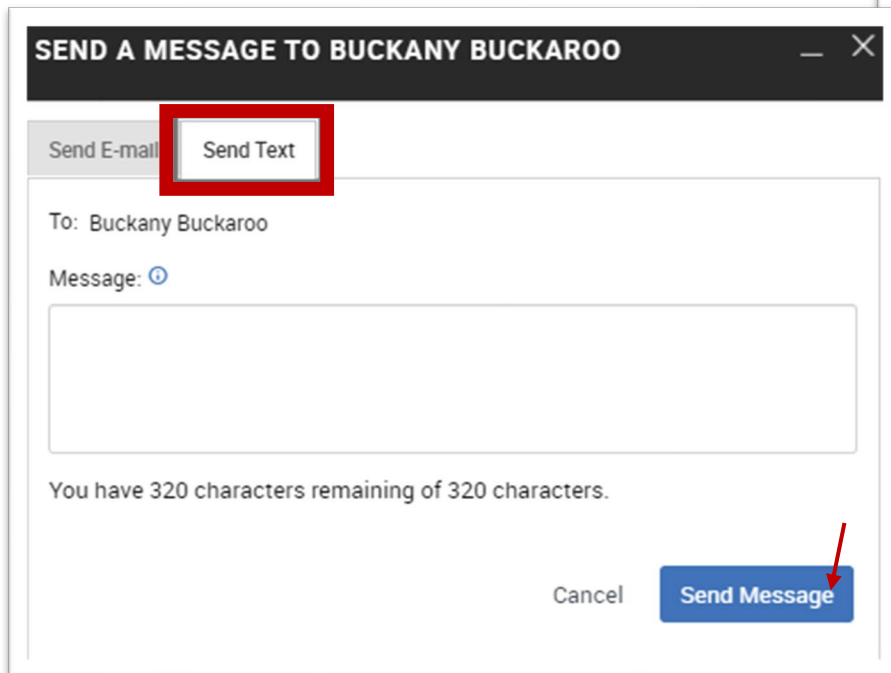 SEND A MESSAGE TO BUCKANY BUCKAROO
Send E-mail Send Text
To: Buckany Buckaroo
Message:
You have 320 characters remaining of 320 characters.
Cancel Send Message